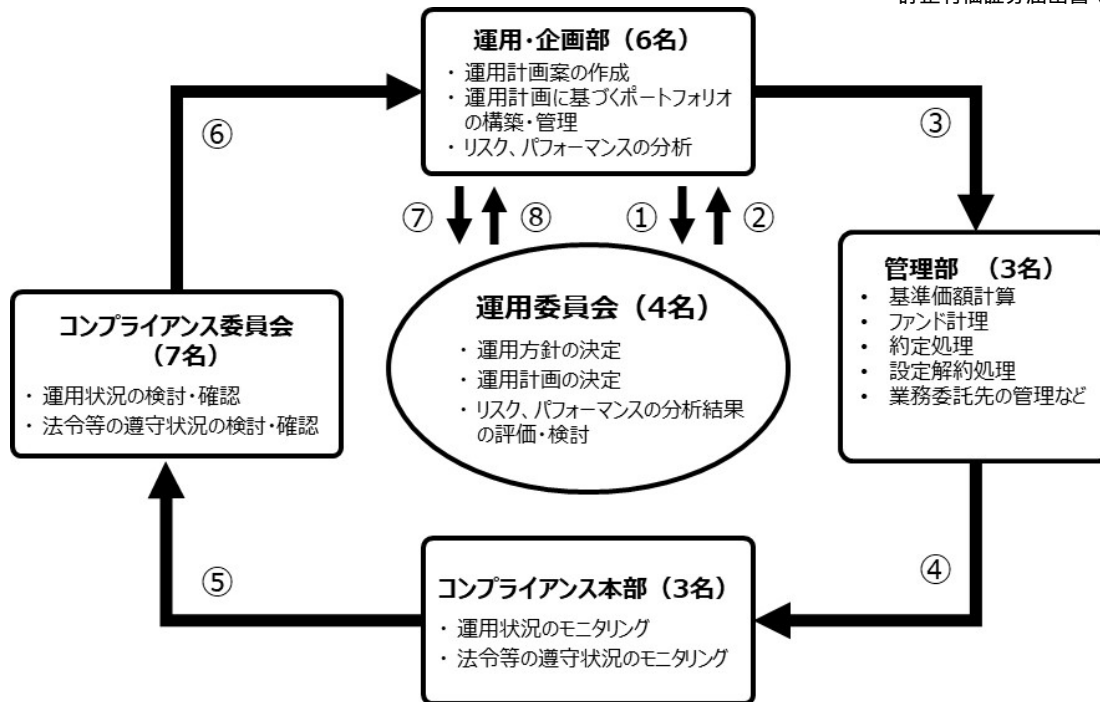 運用・企画部（6名）
・ 運用計画案の作成
・ 運用計画に基づくポートフォリオ
の構築・管理
・ リスク、パフォーマンスの分析
⑥
③
⑦
⑧
①
②
運用委員会（4名）
・ 運用方針の決定
・ 運用計画の決定
・ リスク、パフォーマンスの分析結果
の評価・検討
管理部 （3名）
• 基準価額計算
• ファンド計理
• 約定処理
• 設定解約処理
• 業務委託先の管理など
コンプライアンス委員会
（7名）
・ 運用状況の検討・確認
・ 法令等の遵守状況の検討・確認
⑤
④
コンプライアンス本部（3名）
・ 運用状況のモニタリング
・ 法令等の遵守状況のモニタリング